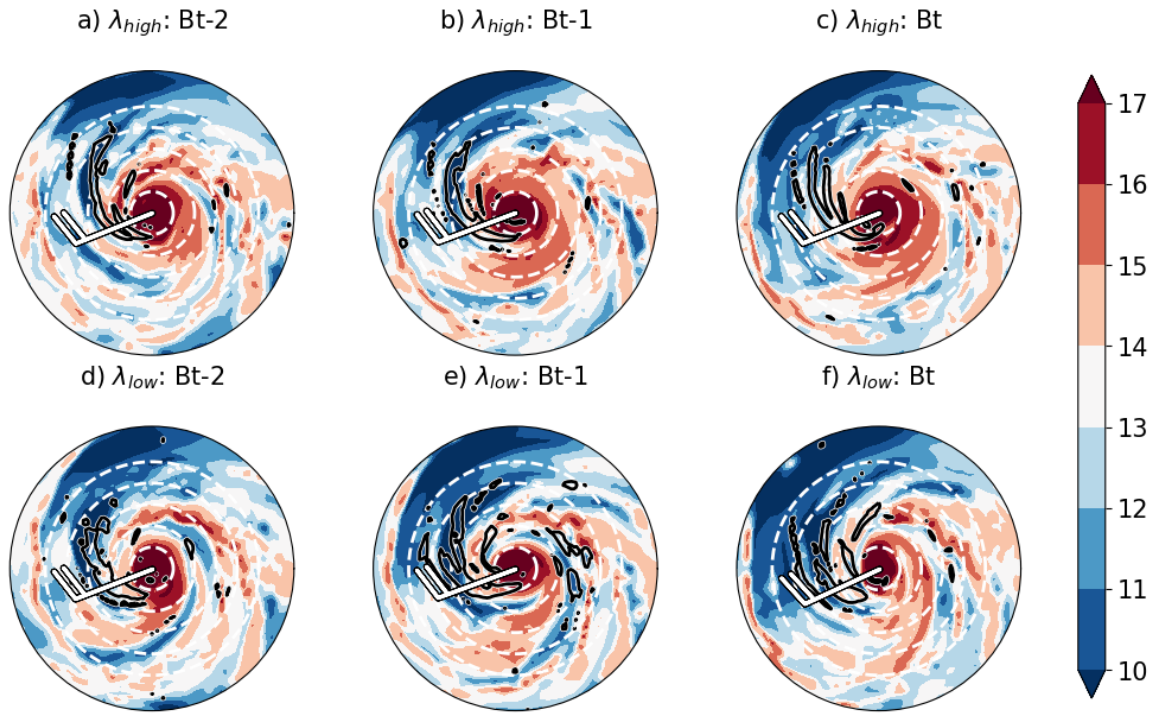 a) λhigh: Bt-2
b) λhigh: Bt-1
c) λhigh: Bt
17
16
15
14
13
12
11
10
d) λlow: Bt-2
e) λlow: Bt-1
f) λlow: Bt